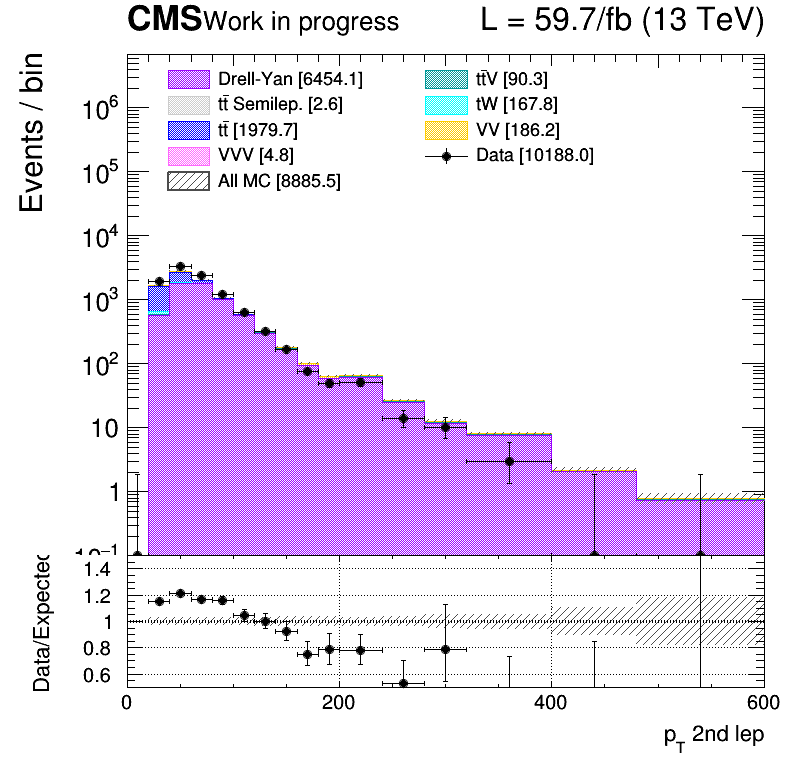 CMS Work in progress L = 59.7/fb (13 TeV)
Events / bin
Drell-Yan [6454.1]
tt̄ Semilep. [2.6]
tt̄ [1979.7]
VVV [4.8]
All MC [8885.5]
tt̄V [90.3]
tW [167.8]
VV [186.2]
Data [10188.0]
10⁶
10⁵
10⁴
10³
10²
10
1
10⁻¹
Data/Expected
1.4
1.2
1
0.8
0.6
0 200 400 600
p_T 2nd lep